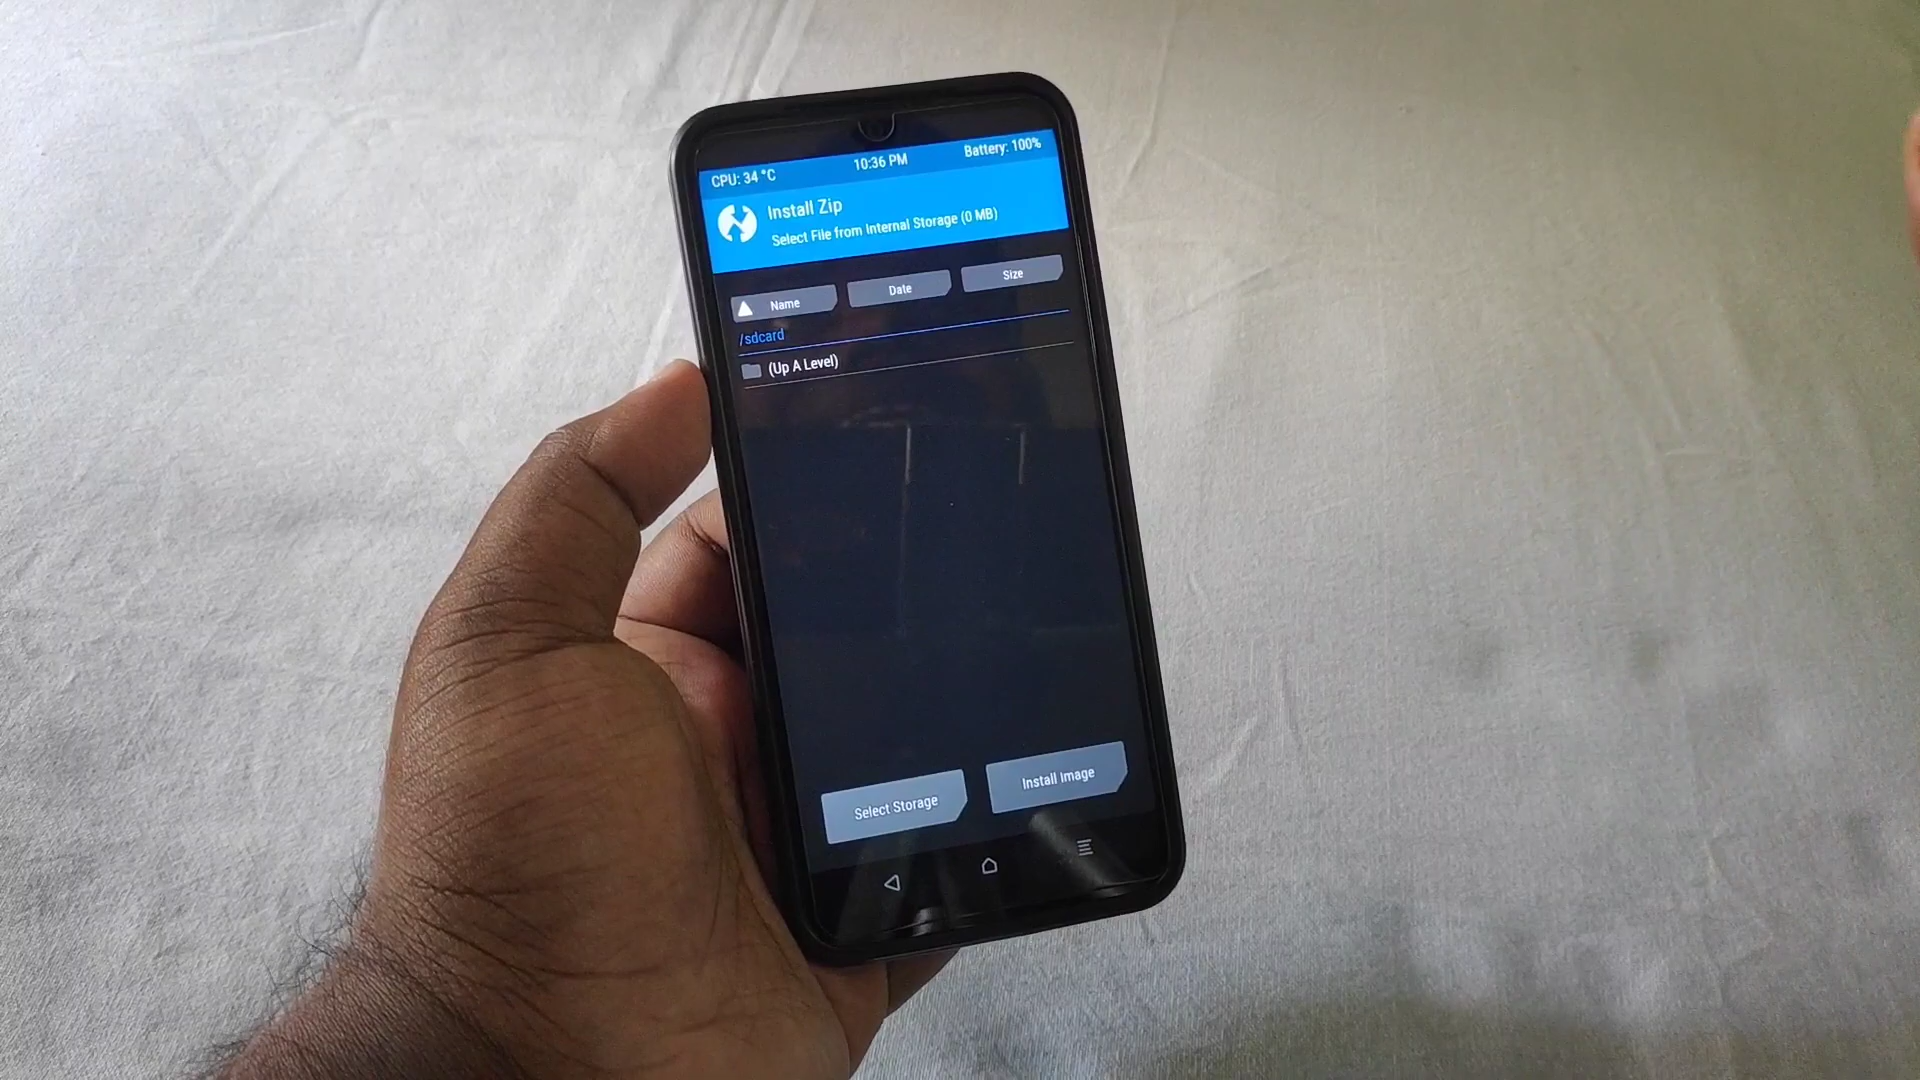 CPU: 34 °C 10:36 PM Battery: 100%
Install Zip
Select File from Internal Storage (0 MB)
Name Date Size
/sdcard
(Up A Level)
Select Storage Install Image